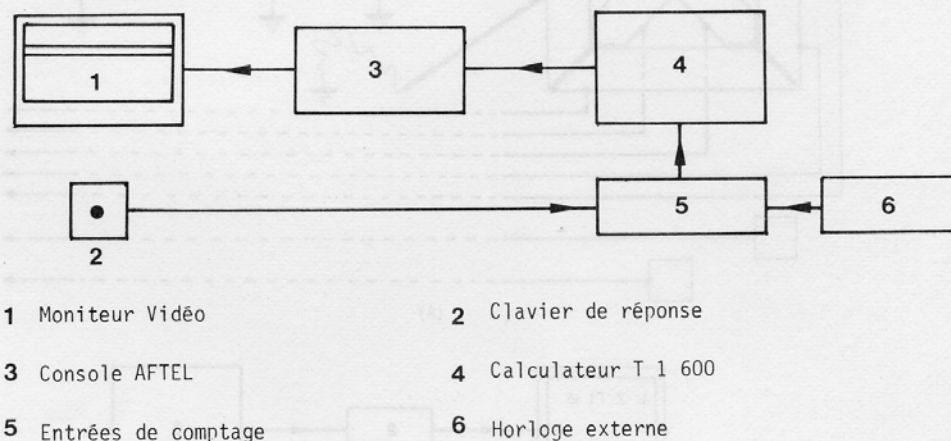 1
3
4
5
6
2
1 Moniteur Vidéo
2 Clavier de réponse
3 Console AFTEL
4 Calculateur T 1 600
5 Entrées de comptage
6 Horloge externe